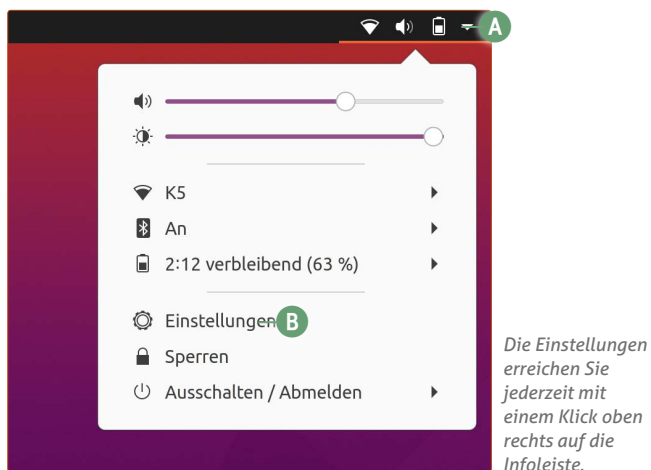 A
K5
An
2:12 verbleibend (63 %)
Einstellungen B
Sperren
Ausschalten / Abmelden
Die Einstellungen
erreichen Sie
jederzeit mit
einem Klick oben
rechts auf die
Infoleiste.